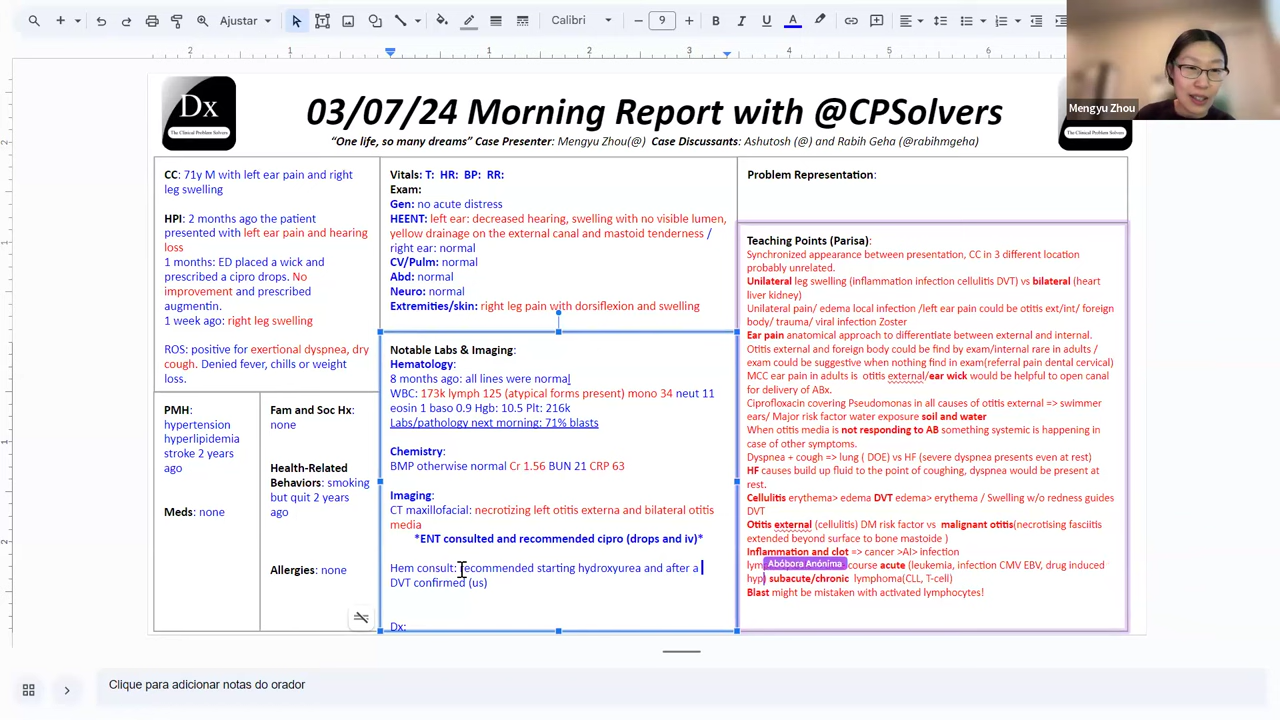 Ajustar
Calibri
9
B I U A
2 1 1 2 3 4 5 6
Dx
The Clinical Problem Solvers
03/07/24 Morning Report with @CPSolvers
“One life, so many dreams” Case Presenter: Mengyu Zhou(@) Case Discussants: Ashutosh (@) and Rabih Geha (@rabihmgeha)
The Clinical Problem Solvers
Mengyu Zhou
CC: 71y M with left ear pain and right
leg swelling
HPI: 2 months ago the patient
presented with left ear pain and hearing
loss
1 months: ED placed a wick and
prescribed a cipro drops. No
improvement and prescribed
augmentin.
1 week ago: right leg swelling
ROS: positive for exertional dyspnea, dry
cough. Denied fever, chills or weight
loss.
PMH:
hypertension
hyperlipidemia
stroke 2 years
ago
Meds: none
Fam and Soc Hx:
none
Health-Related
Behaviors: smoking
but quit 2 years
ago
Allergies: none
Vitals: T: HR: BP: RR:
Exam:
Gen: no acute distress
HEENT: left ear: decreased hearing, swelling with no visible lumen,
yellow drainage on the external canal and mastoid tenderness /
right ear: normal
CV/Pulm: normal
Abd: normal
Neuro: normal
Extremities/skin: right leg pain with dorsiflexion and swelling
Notable Labs & Imaging:
Hematology:
8 months ago: all lines were normal
WBC: 173k lymph 125 (atypical forms present) mono 34 neut 11
eosin 1 baso 0.9 Hgb: 10.5 Plt: 216k
Labs/pathology next morning: 71% blasts
Chemistry:
BMP otherwise normal Cr 1.56 BUN 21 CRP 63
Imaging:
CT maxillofacial: necrotizing left otitis externa and bilateral otitis
media
*ENT consulted and recommended cipro (drops and iv)*
Hem consult: recommended starting hydroxyurea and after a
DVT confirmed (us)
Dx:
Problem Representation:
Teaching Points (Parisa):
Synchronized appearance between presentation, CC in 3 different location
probably unrelated.
Unilateral leg swelling (inflammation infection cellulitis DVT) vs bilateral (heart
liver kidney)
Unilateral pain/ edema local infection /left ear pain could be otitis ext/int/ foreign
body/ trauma/ viral infection Zoster
Ear pain anatomical approach to differentiate between external and internal.
Otitis external and foreign body could be find by exam/internal rare in adults /
exam could be suggestive when nothing find in exam(referral pain dental cervical)
MCC ear pain in adults is otitis external/ear wick would be helpful to open canal
for delivery of ABx.
Ciprofloxacin covering Pseudomonas in all causes of otitis external => swimmer
ears/ Major risk factor water exposure soil and water
When otitis media is not responding to AB something systemic is happening in
case of other symptoms.
Dyspnea + cough => lung ( DOE) vs HF (severe dyspnea presents even at rest)
HF causes build up fluid to the point of coughing, dyspnea would be present at
rest.
Cellulitis erythema> edema DVT edema> erythema / Swelling w/o redness guides
DVT
Otitis external (cellulitis) DM risk factor vs malignant otitis(necrotising fasciitis
extended beyond surface to bone mastoide )
Inflammation and clot => cancer >AI> infection
lym Abóbora Anónima course acute (leukemia, infection CMV EBV, drug induced
hyp) subacute/chronic lymphoma(CLL, T-cell)
Blast might be mistaken with activated lymphocytes!
Clique para adicionar notas do orador